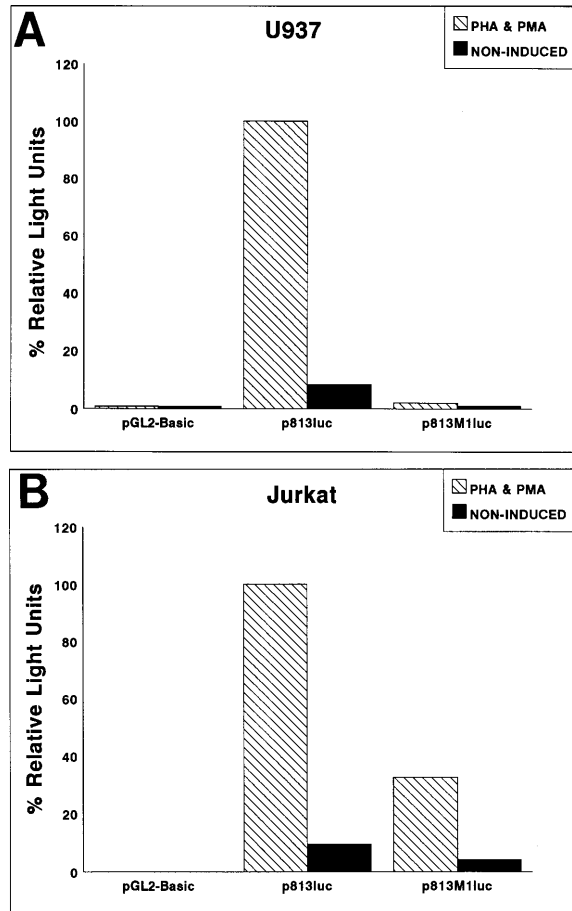 A
U937
PHA & PMA
NON-INDUCED
% Relative Light Units
120
100
80
60
40
20
0
pGL2-Basic
p813luc
p813M1luc
B
Jurkat
PHA & PMA
NON-INDUCED
% Relative Light Units
120
100
80
60
40
20
0
pGL2-Basic
p813luc
p813M1luc